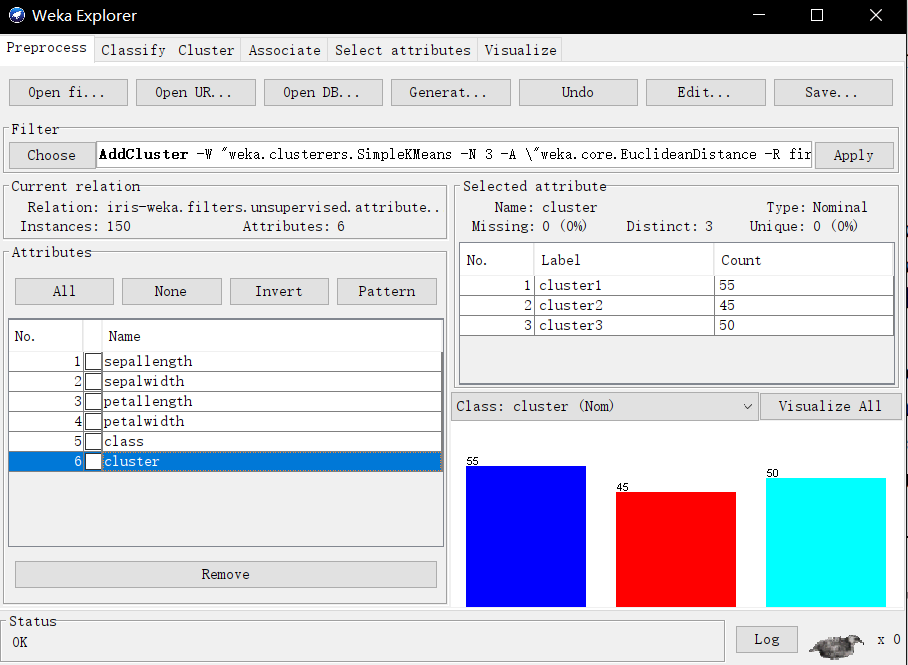 Weka Explorer
Preprocess Classify Cluster Associate Select attributes Visualize
Open fi... Open UR... Open DB... Generat... Undo Edit... Save...
Filter
Choose AddCluster -W "weka.clusterers.SimpleKMeans -N 3 -A \"weka.core.EuclideanDistance -R fir Apply
Current relation
Relation: iris-weka.filters.unsupervised.attribute..
Instances: 150 Attributes: 6
Attributes
All None Invert Pattern
No. Name
1 sepallength
2 sepalwidth
3 petallength
4 petalwidth
5 class
6 cluster
Remove
Selected attribute
Name: cluster Type: Nominal
Missing: 0 (0%) Distinct: 3 Unique: 0 (0%)
No. Label Count
1 cluster1 55
2 cluster2 45
3 cluster3 50
Class: cluster (Nom) Visualize All
55
45
50
Status
OK
Log x 0